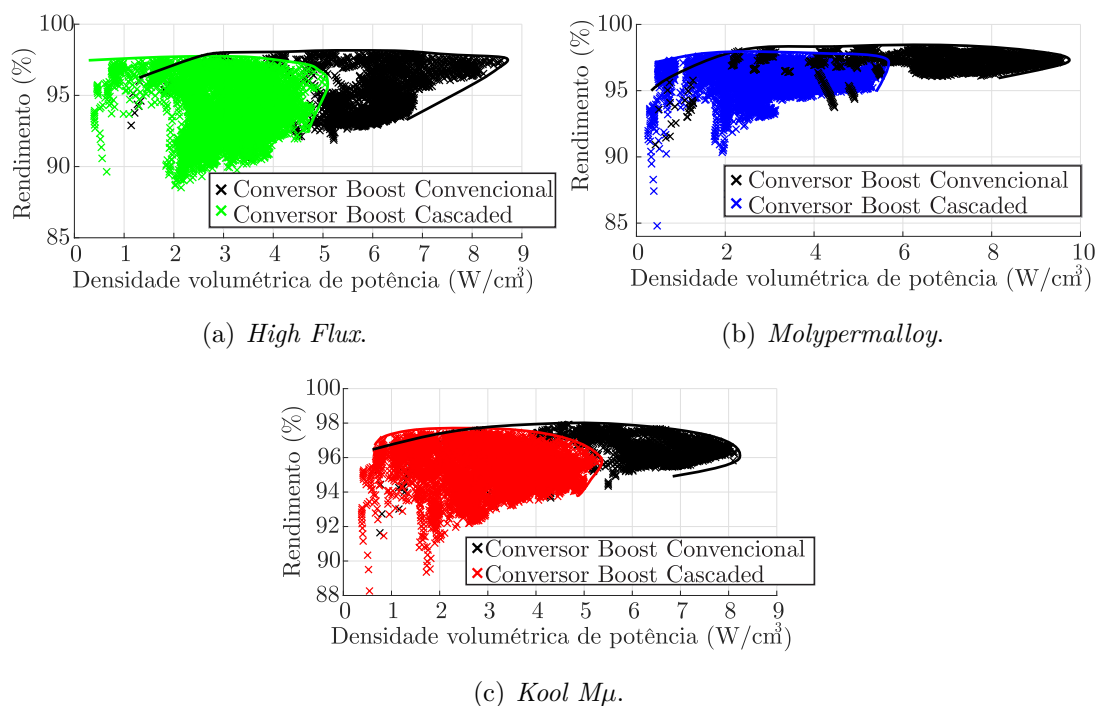 100
95
90
85
Rendimento (%)
0 1 2 3 4 5 6 7 8 9
Densidade volumétrica de potência (W/cm³)
Conversor Boost Convencional
Conversor Boost Cascaded
(a) High Flux.
100
95
90
85
Rendimento (%)
0 2 4 6 8 10
Densidade volumétrica de potência (W/cm³)
Conversor Boost Convencional
Conversor Boost Cascaded
(b) Molypermalloy.
100
98
96
94
92
90
88
Rendimento (%)
0 1 2 3 4 5 6 7 8 9
Densidade volumétrica de potência (W/cm³)
Conversor Boost Convencional
Conversor Boost Cascaded
(c) Kool Mμ.